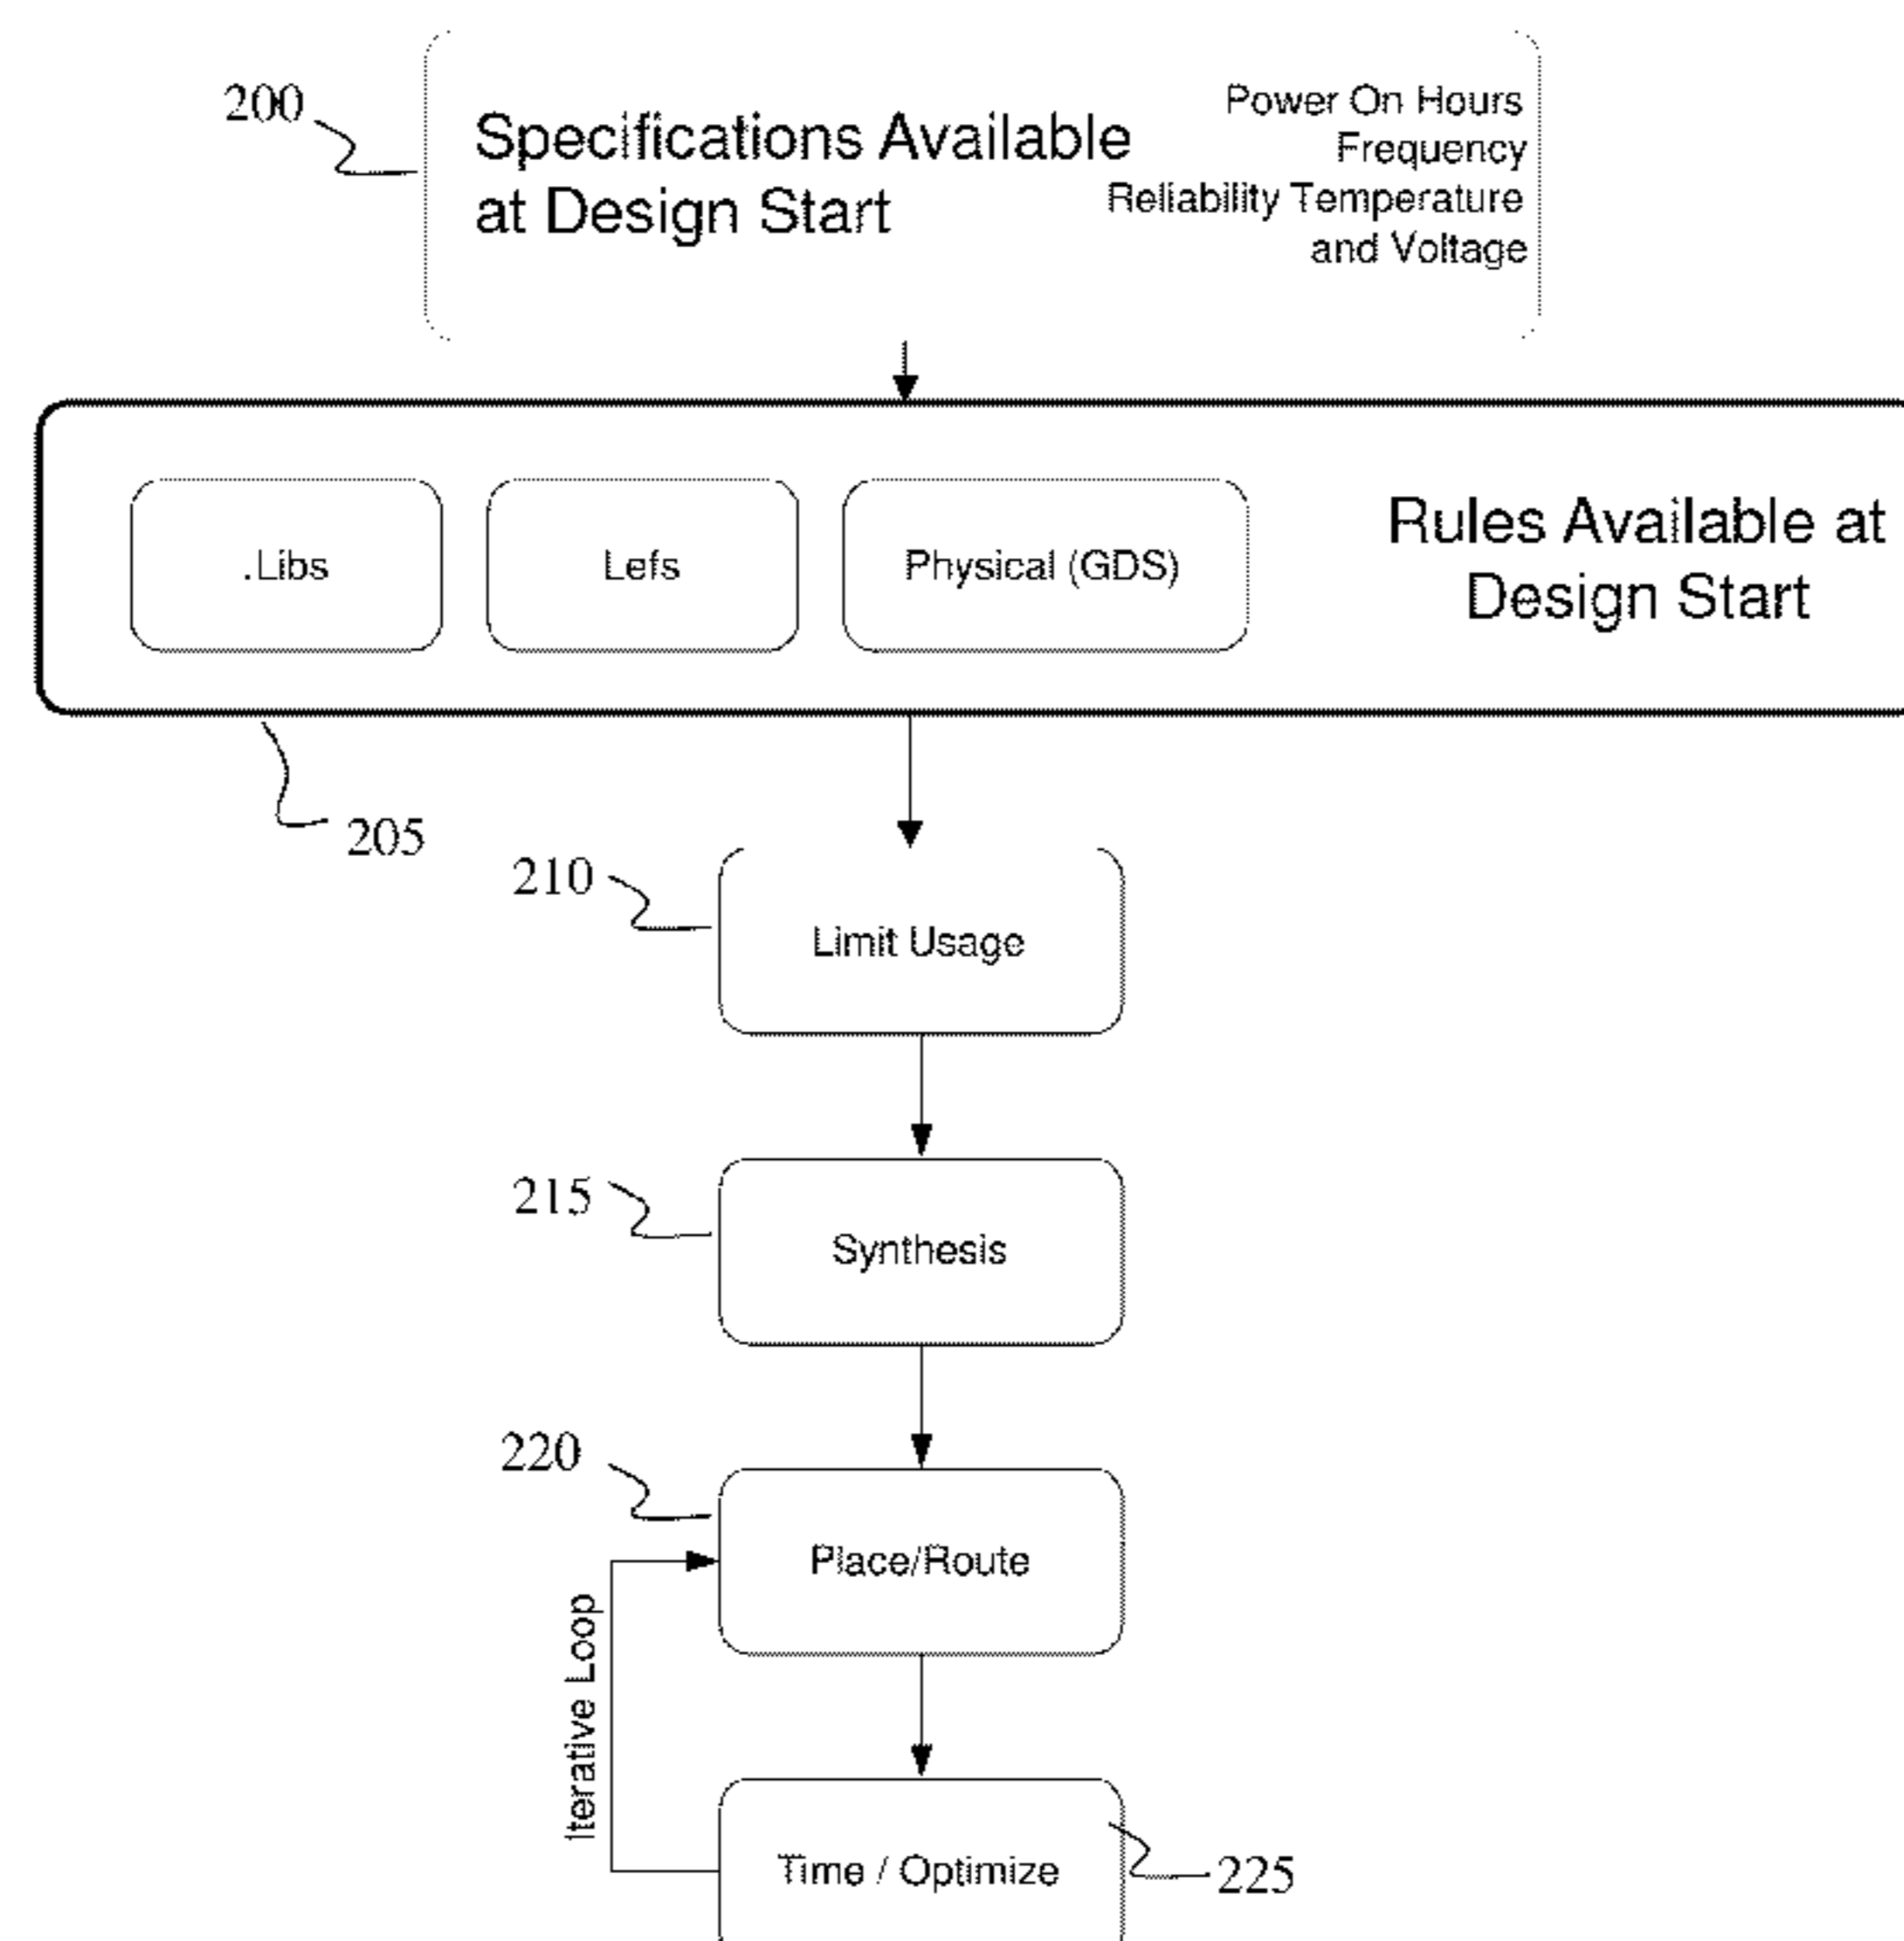 200
Specifications Available
at Design Start
Power On Hours
Frequency
Reliability Temperature
and Voltage
.Libs
Lefs
Physical (GDS)
Rules Available at
Design Start
205
210
Limit Usage
215
Synthesis
220
Place/Route
Iterative Loop
Time / Optimize
225